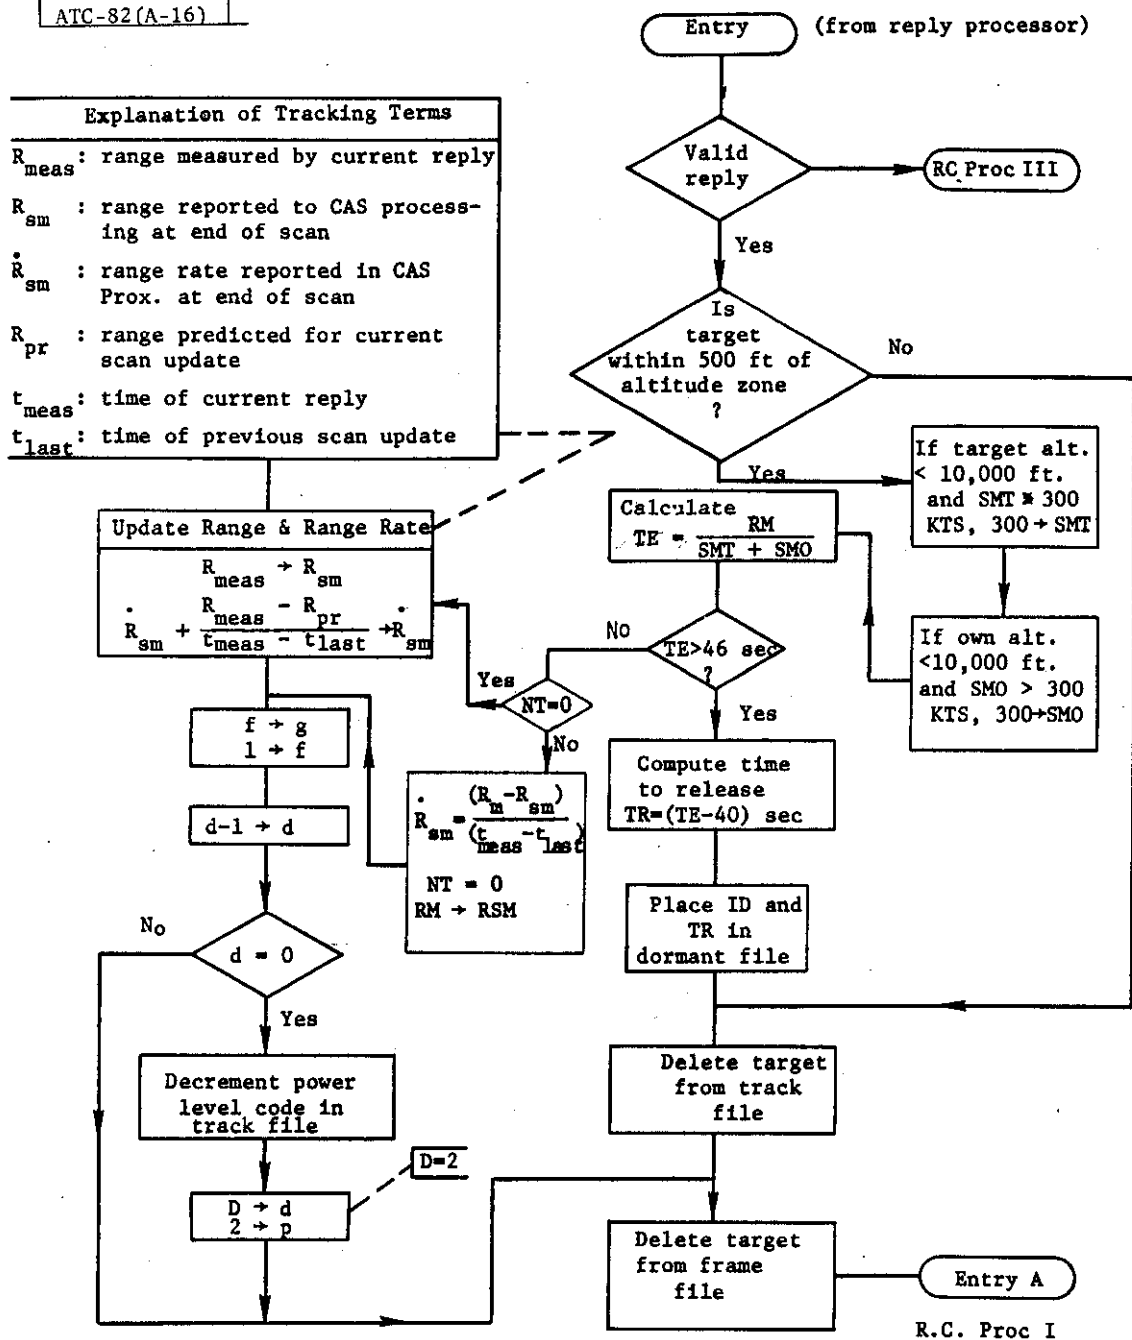 ATC-82(A-16)
Entry
(from reply processor)
Explanation of Tracking Terms
R_meas: range measured by current reply
R_sm : range reported to CAS process-
ing at end of scan
Ṙ_sm : range rate reported in CAS
Prox. at end of scan
R_pr : range predicted for current
scan update
t_meas: time of current reply
t_last: time of previous scan update
Valid
reply
RC Proc III
Yes
Is
target
within 500 ft of
altitude zone
?
No
Yes
If target alt.
< 10,000 ft.
and SMT > 300
KTS, 300 → SMT
If own alt.
<10,000 ft.
and SMO > 300
KTS, 300→SMO
Calculate
TE = RM / (SMT + SMO)
TE>46 sec
?
No
Yes
NT=0
Yes
No
Update Range & Range Rate
R_meas → R_sm
Ṙ_sm + (R_meas - R_pr) / (t_meas - t_last) → Ṙ_sm
f → g
1 → f
d-1 → d
Ṙ_sm = (R_m-R_sm) / (t_meas-t_last)
NT = 0
RM → RSM
Compute time
to release
TR=(TE-40) sec
Place ID and
TR in
dormant file
No
d = 0
Yes
Decrement power
level code in
track file
D=2
D → d
2 → p
Delete target
from track
file
Delete target
from frame
file
Entry A
R.C. Proc I